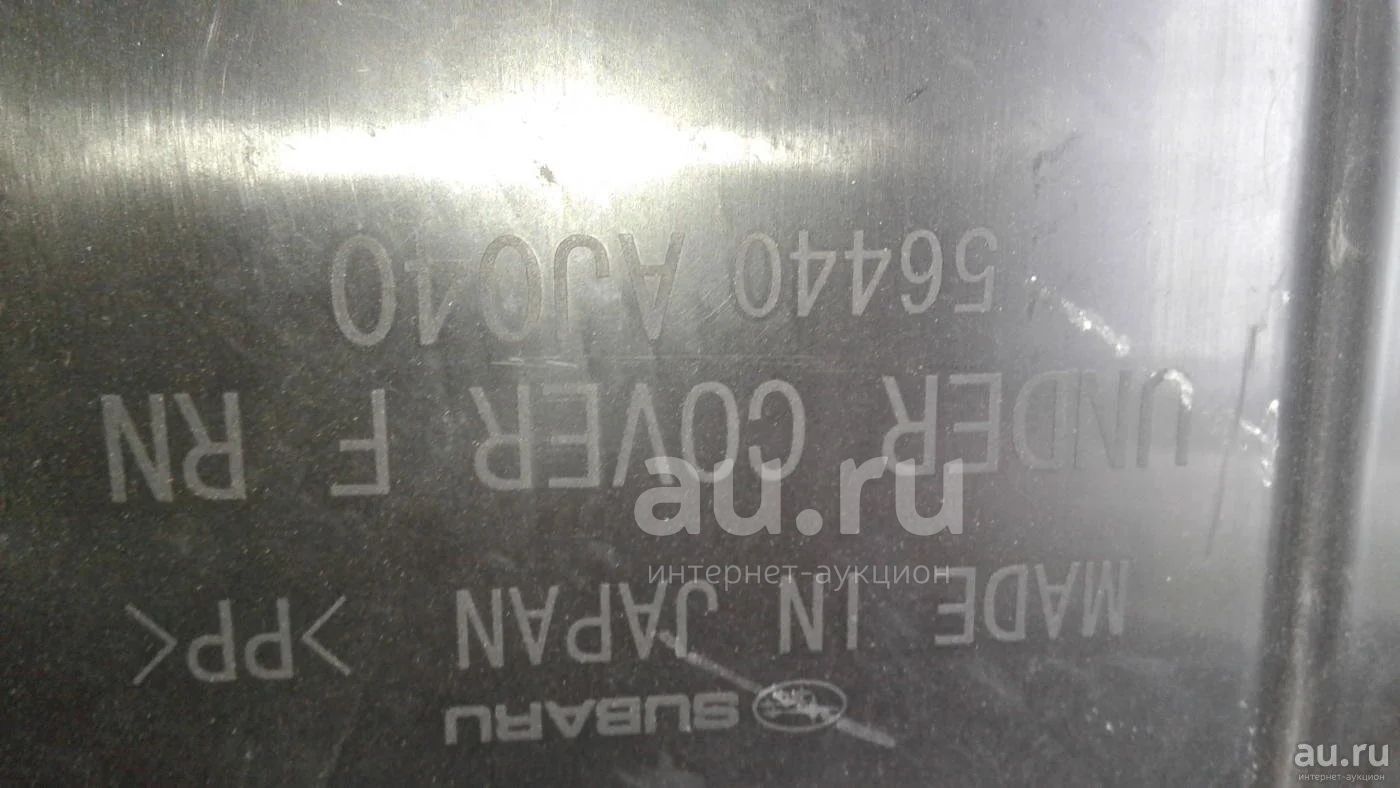 SUBARU
MADE IN JAPAN >PP<
UNDER COVER F RN
56440 AJ040
au.ru
интернет-аукцион
au.ru
интернет-аукцион